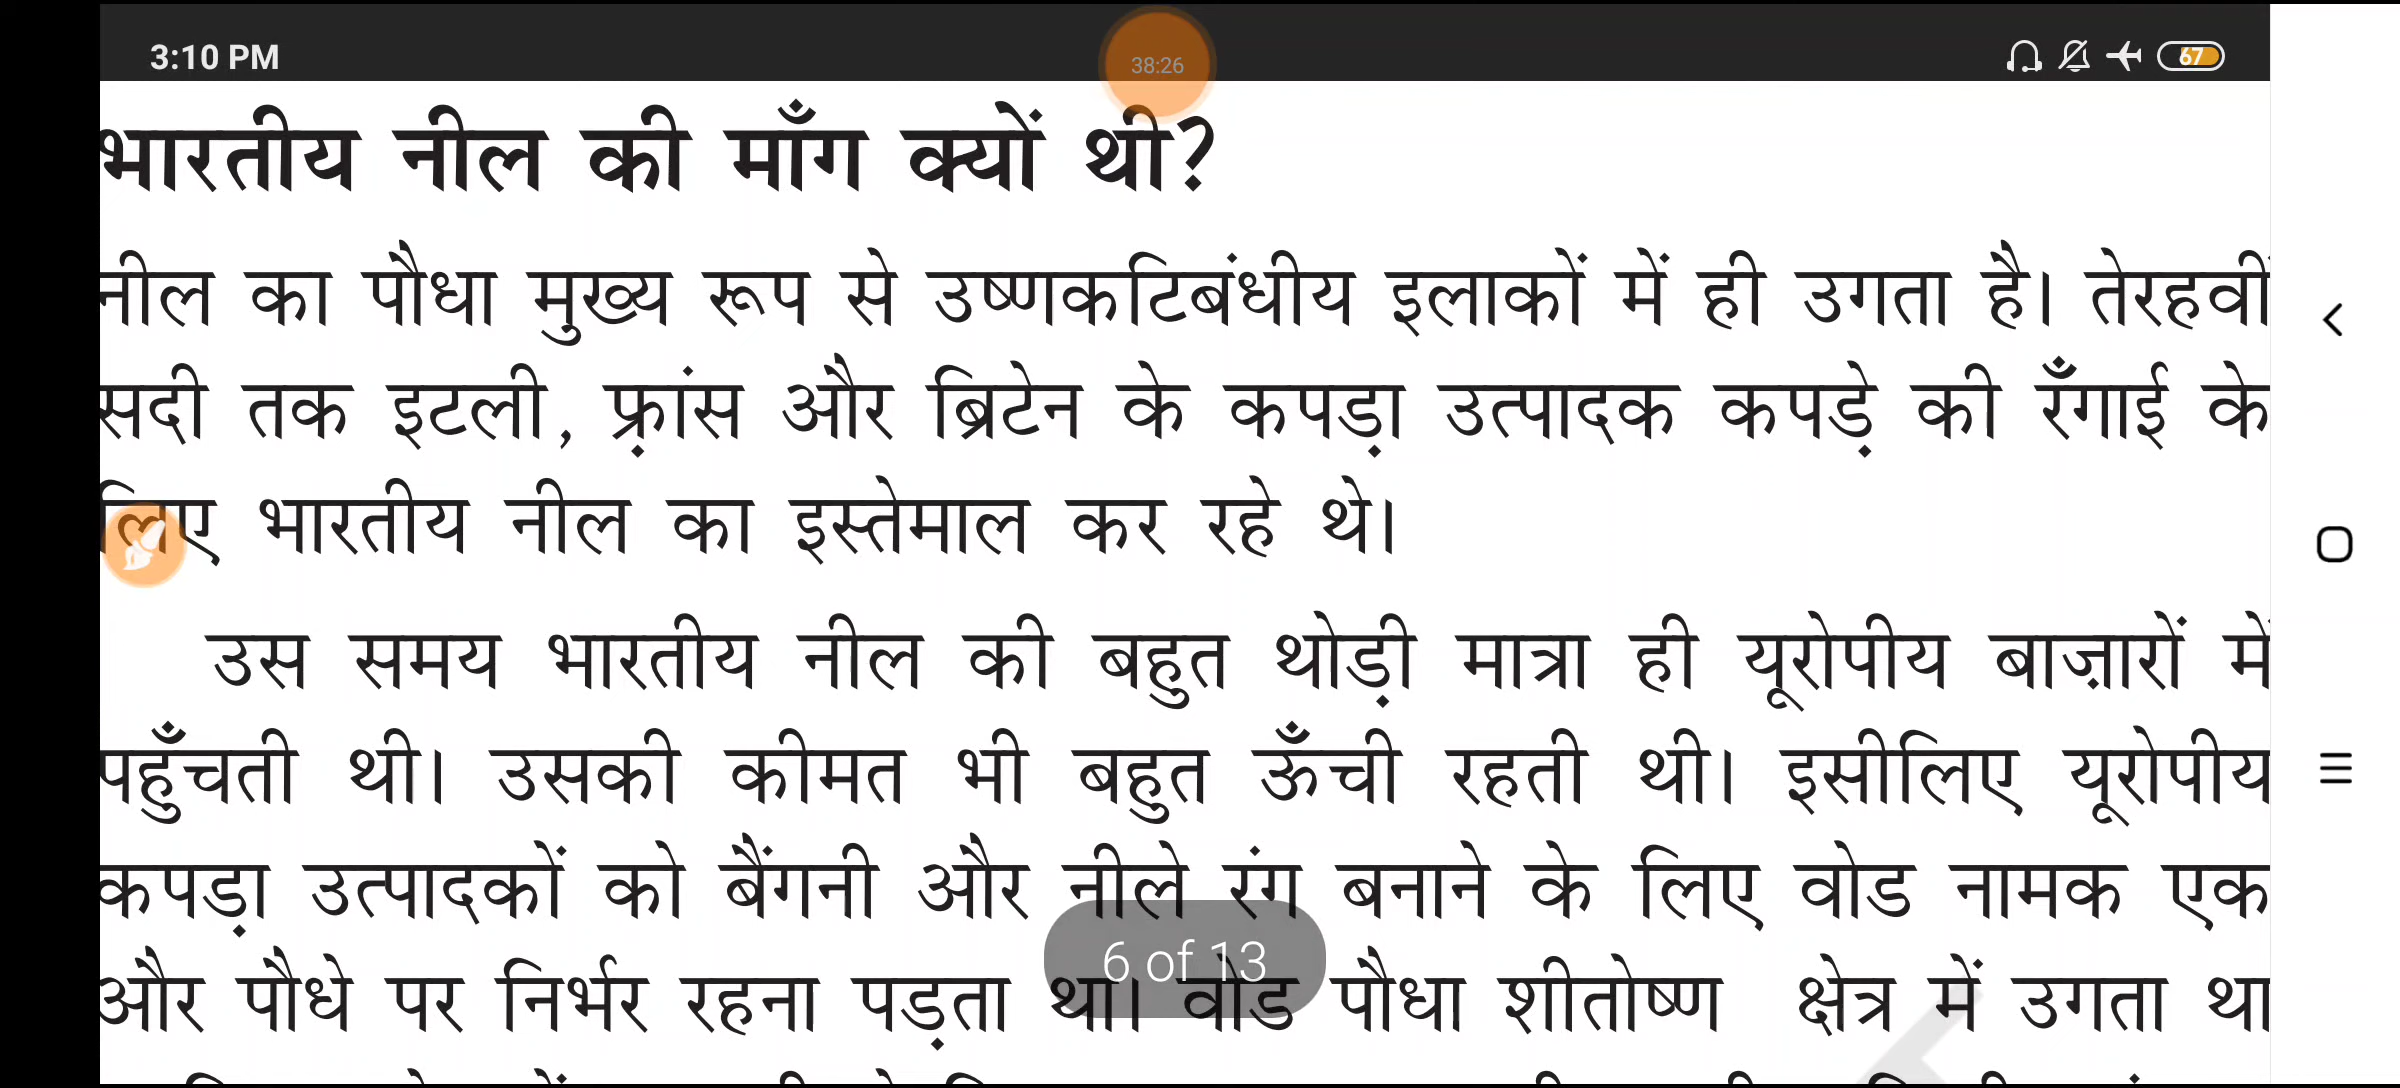 3:10 PM
38:26
67
भारतीय नील की माँग क्यों थी?
नील का पौधा मुख्य रूप से उष्णकटिबंधीय इलाकों में ही उगता है। तेरहवीं
सदी तक इटली, फ़्रांस और ब्रिटेन के कपड़ा उत्पादक कपड़े की रँगाई के
लिए भारतीय नील का इस्तेमाल कर रहे थे।
उस समय भारतीय नील की बहुत थोड़ी मात्रा ही यूरोपीय बाज़ारों में
पहुँचती थी। उसकी कीमत भी बहुत ऊँची रहती थी। इसीलिए यूरोपीय
कपड़ा उत्पादकों को बैंगनी और नीले रंग बनाने के लिए वोड नामक एक
और पौधे पर निर्भर रहना पड़ता था। वोड पौधा शीतोष्ण क्षेत्र में उगता था
6 of 13